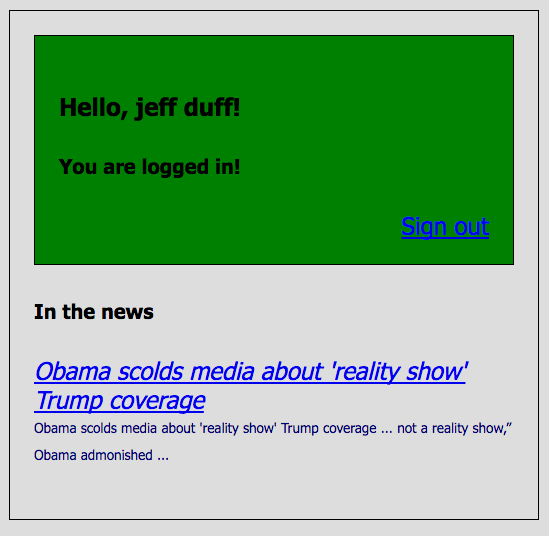 Hello, jeff duff!
You are logged in!
Sign out
In the news
Obama scolds media about 'reality show'
Trump coverage
Obama scolds media about 'reality show' Trump coverage ... not a reality show,”
Obama admonished ...